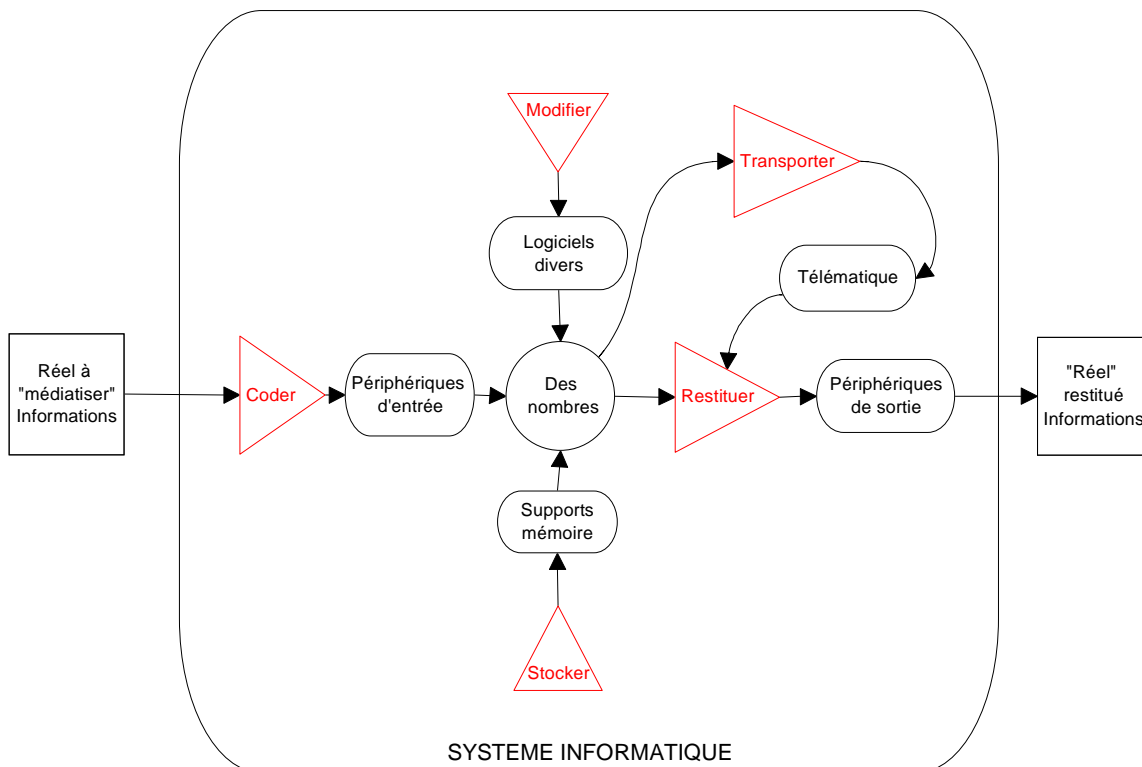 Modifier
Transporter
Logiciels
divers
Télématique
Réel à
"médiatiser"
Informations
Coder
Périphériques
d'entrée
Des
nombres
Restituer
Périphériques
de sortie
"Réel"
restitué
Informations
Supports
mémoire
Stocker
SYSTEME INFORMATIQUE